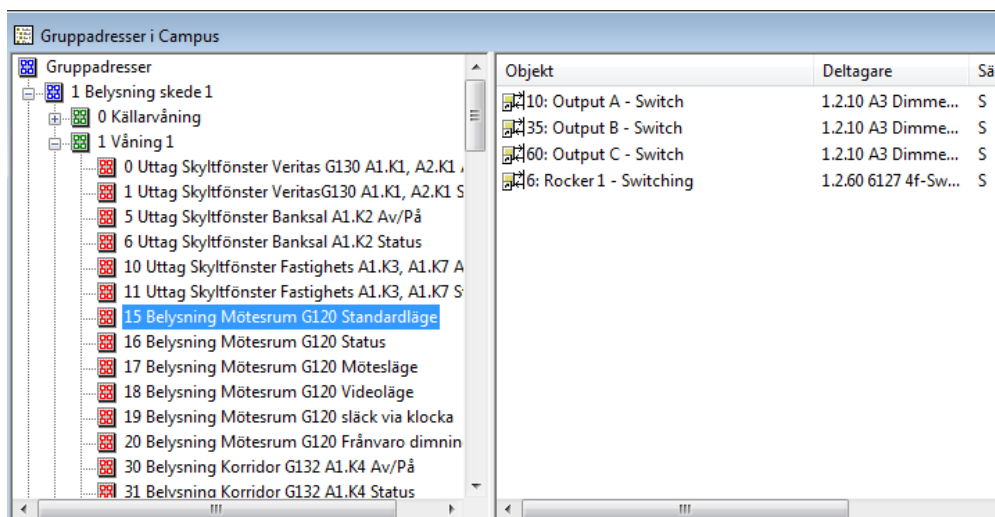 Gruppadresser i Campus
Gruppadresser
1 Belysning skede 1
0 Källarvåning
1 Våning 1
0 Uttag Skyltfönster Veritas G130 A1.K1, A2.K1
1 Uttag Skyltfönster VeritasG130 A1.K1, A2.K1 S
5 Uttag Skyltfönster Banksal A1.K2 Av/På
6 Uttag Skyltfönster Banksal A1.K2 Status
10 Uttag Skyltfönster Fastighets A1.K3, A1.K7 A
11 Uttag Skyltfönster Fastighets A1.K3, A1.K7 S
15 Belysning Mötesrum G120 Standardläge
16 Belysning Mötesrum G120 Status
17 Belysning Mötesrum G120 Mötesläge
18 Belysning Mötesrum G120 Videoläge
19 Belysning Mötesrum G120 släck via klocka
20 Belysning Mötesrum G120 Frånvaro dimnin
30 Belysning Korridor G132 A1.K4 Av/På
31 Belysning Korridor G132 A1.K4 Status
Objekt Deltagare Sä
10: Output A - Switch 1.2.10 A3 Dimme... S
35: Output B - Switch 1.2.10 A3 Dimme... S
60: Output C - Switch 1.2.10 A3 Dimme... S
6: Rocker 1 - Switching 1.2.60 6127 4f-Sw... S